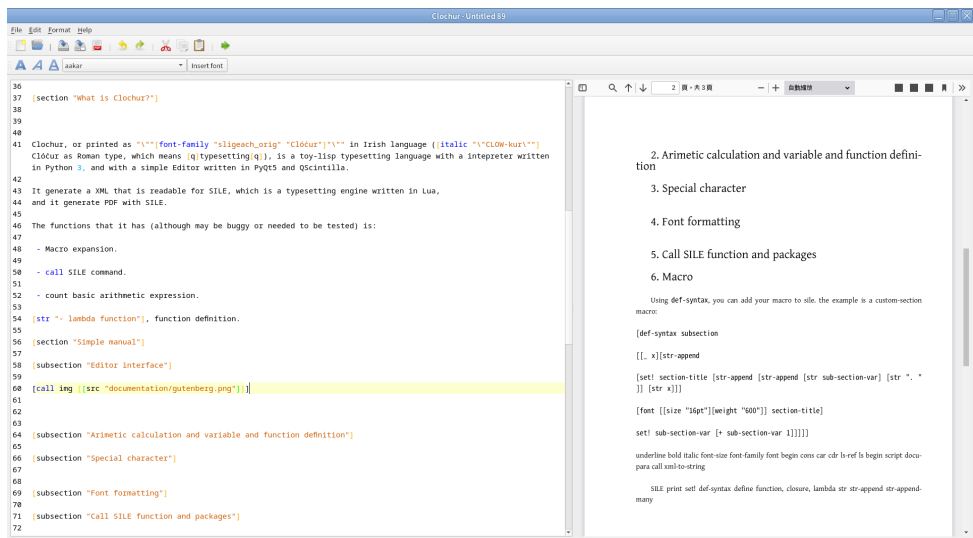 Clochur - Untitled 89
File Edit Format Help
A A A aakar Insert font
36
37 [section "What is Clochur?"]
38
39
40
41 Clochur, or printed as "\""[font-family "sligeach_orig" "Clóċur"]"\"" in Irish language ([italic "\"CLOW-kur\""]
Clóċur as Roman type, which means [q]typesetting[q]), is a toy-lisp typesetting language with a intepreter written
in Python 3, and with a simple Editor written in PyQt5 and QScintilla.
42
43 It generate a XML that is readable for SILE, which is a typesetting engine written in Lua,
44 and it generate PDF with SILE.
45
46 The functions that it has (although may be buggy or needed to be tested) is:
47
48 - Macro expansion.
49
50 - call SILE command.
51
52 - count basic arithmetic expression.
53
54 [str "- lambda function"], function definition.
55
56 [section "Simple manual"]
57
58 [subsection "Editor interface"]
59
60 [call img [[src "documentation/gutenberg.png"]]]
61
62
63
64 [subsection "Arimetic calculation and variable and function definition"]
65
66 [subsection "Special character"]
67
68
69 [subsection "Font formatting"]
70
71 [subsection "Call SILE function and packages"]
72
2 頁,共 3 頁 自動縮放
2. Arimetic calculation and variable and function defini-
tion
3. Special character
4. Font formatting
5. Call SILE function and packages
6. Macro
Using def-syntax, you can add your macro to sile. the example is a custom-section
macro:
[def-syntax subsection
[[_ x][str-append
[set! section-title [str-append [str-append [str sub-section-var] [str ". "
]] [str x]]]
[font [[size "16pt"][weight "600"]] section-title]
set! sub-section-var [+ sub-section-var 1]]]]]
underline bold italic font-size font-family font begin cons car cdr ls-ref ls begin script docu-
para call xml-to-string
SILE print set! def-syntax define function, closure, lambda str str-append str-append-
many